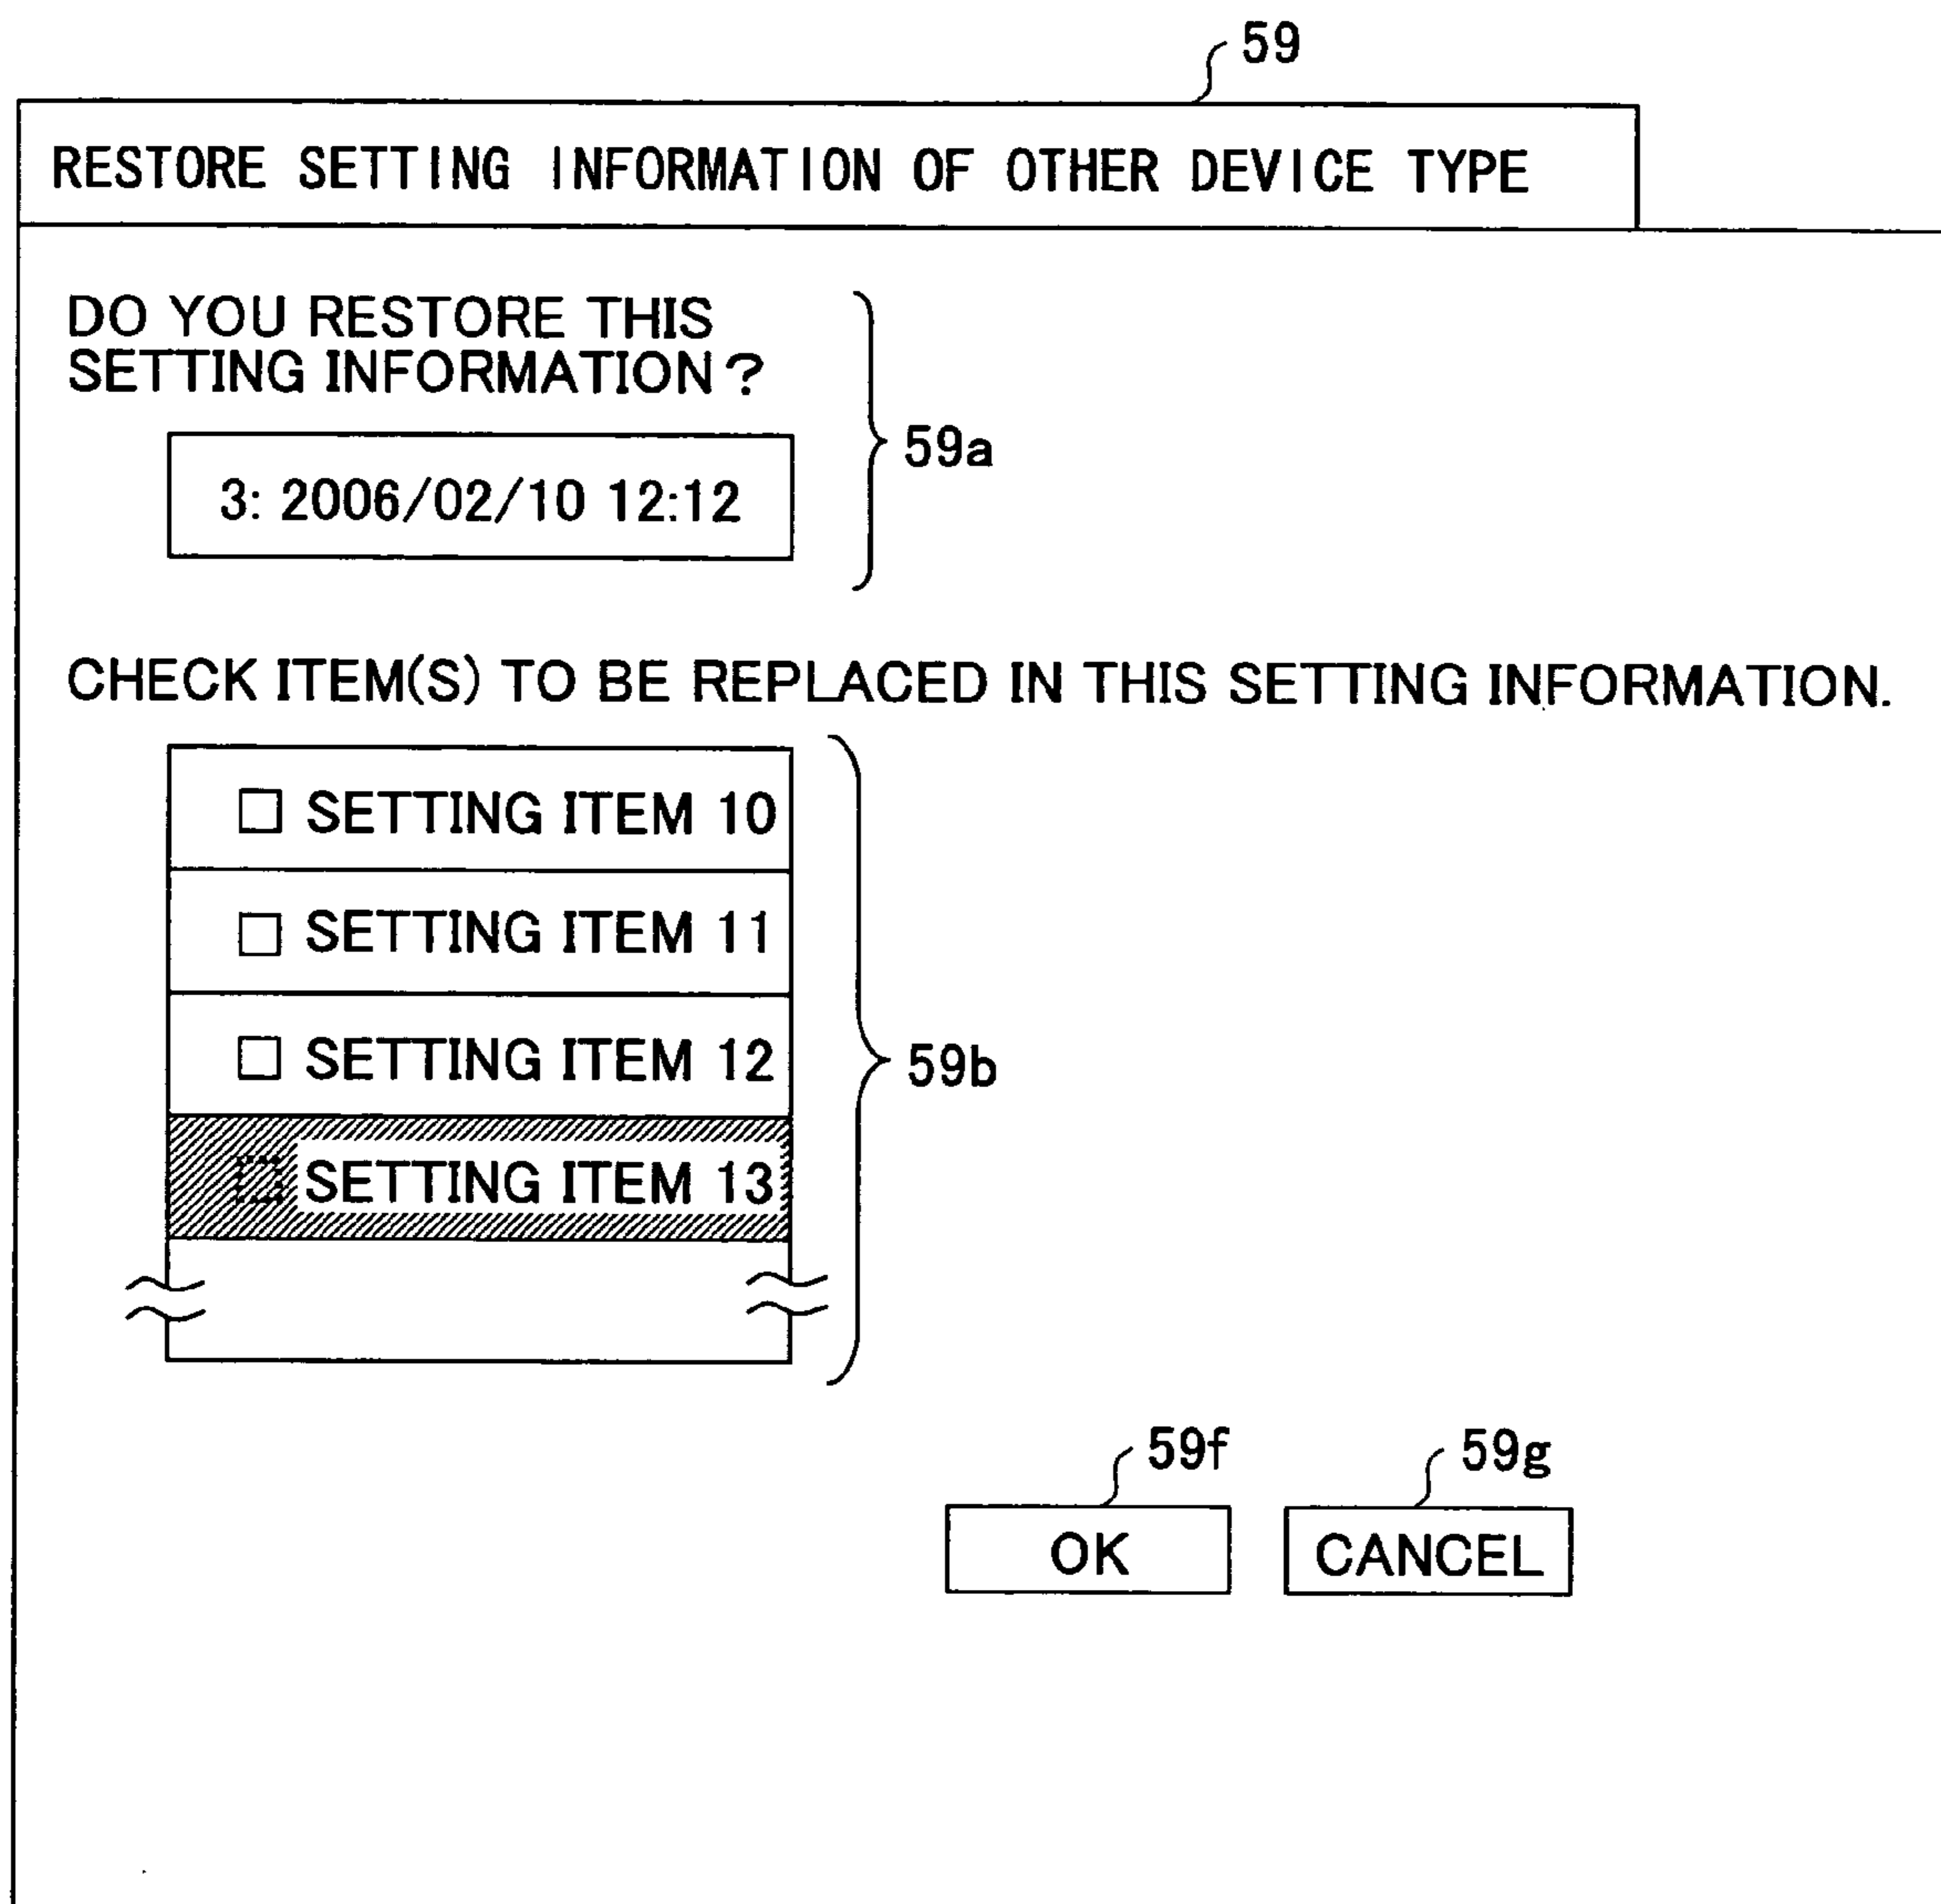 59
RESTORE SETTING INFORMATION OF OTHER DEVICE TYPE
DO YOU RESTORE THIS
SETTING INFORMATION?
3: 2006/02/10 12:12
59a
CHECK ITEM(S) TO BE REPLACED IN THIS SETTING INFORMATION.
SETTING ITEM 10
SETTING ITEM 11
SETTING ITEM 12
SETTING ITEM 13
59b
59f
59g
OK
CANCEL